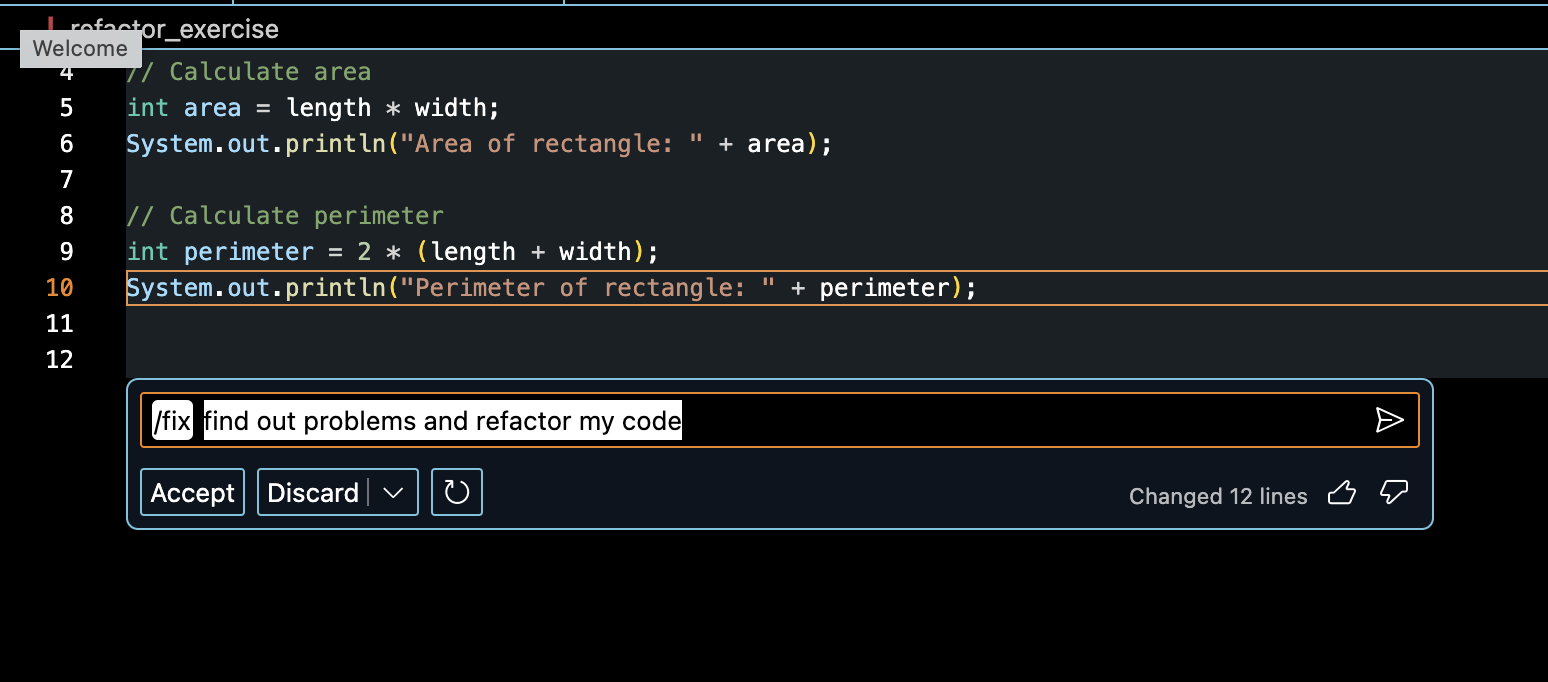 refactor_exercise
Welcome
4 // Calculate area
5 int area = length * width;
6 System.out.println("Area of rectangle: " + area);
7
8 // Calculate perimeter
9 int perimeter = 2 * (length + width);
10 System.out.println("Perimeter of rectangle: " + perimeter);
11
12
/fix find out problems and refactor my code
Accept Discard Changed 12 lines